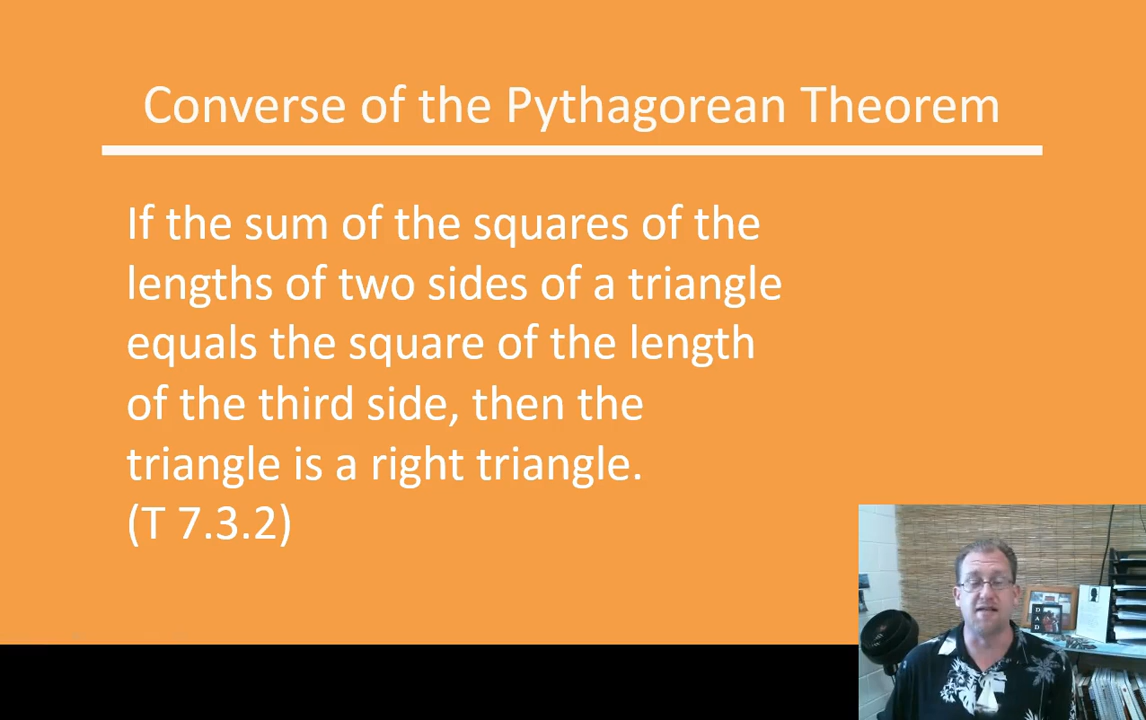 Converse of the Pythagorean Theorem
If the sum of the squares of the
lengths of two sides of a triangle
equals the square of the length
of the third side, then the
triangle is a right triangle.
(T 7.3.2)
DAD